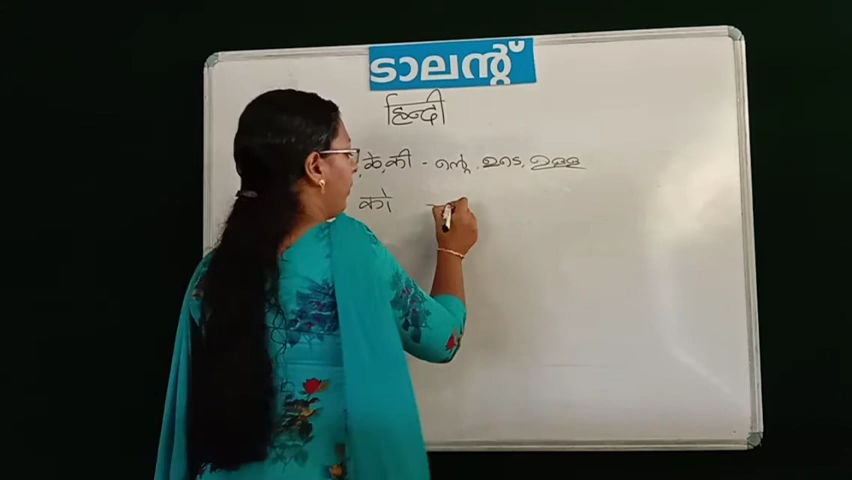 ടാലന്റ്
हिन्दी
के, की - ന്റെ, ഉടെ, ഉള്ള
को